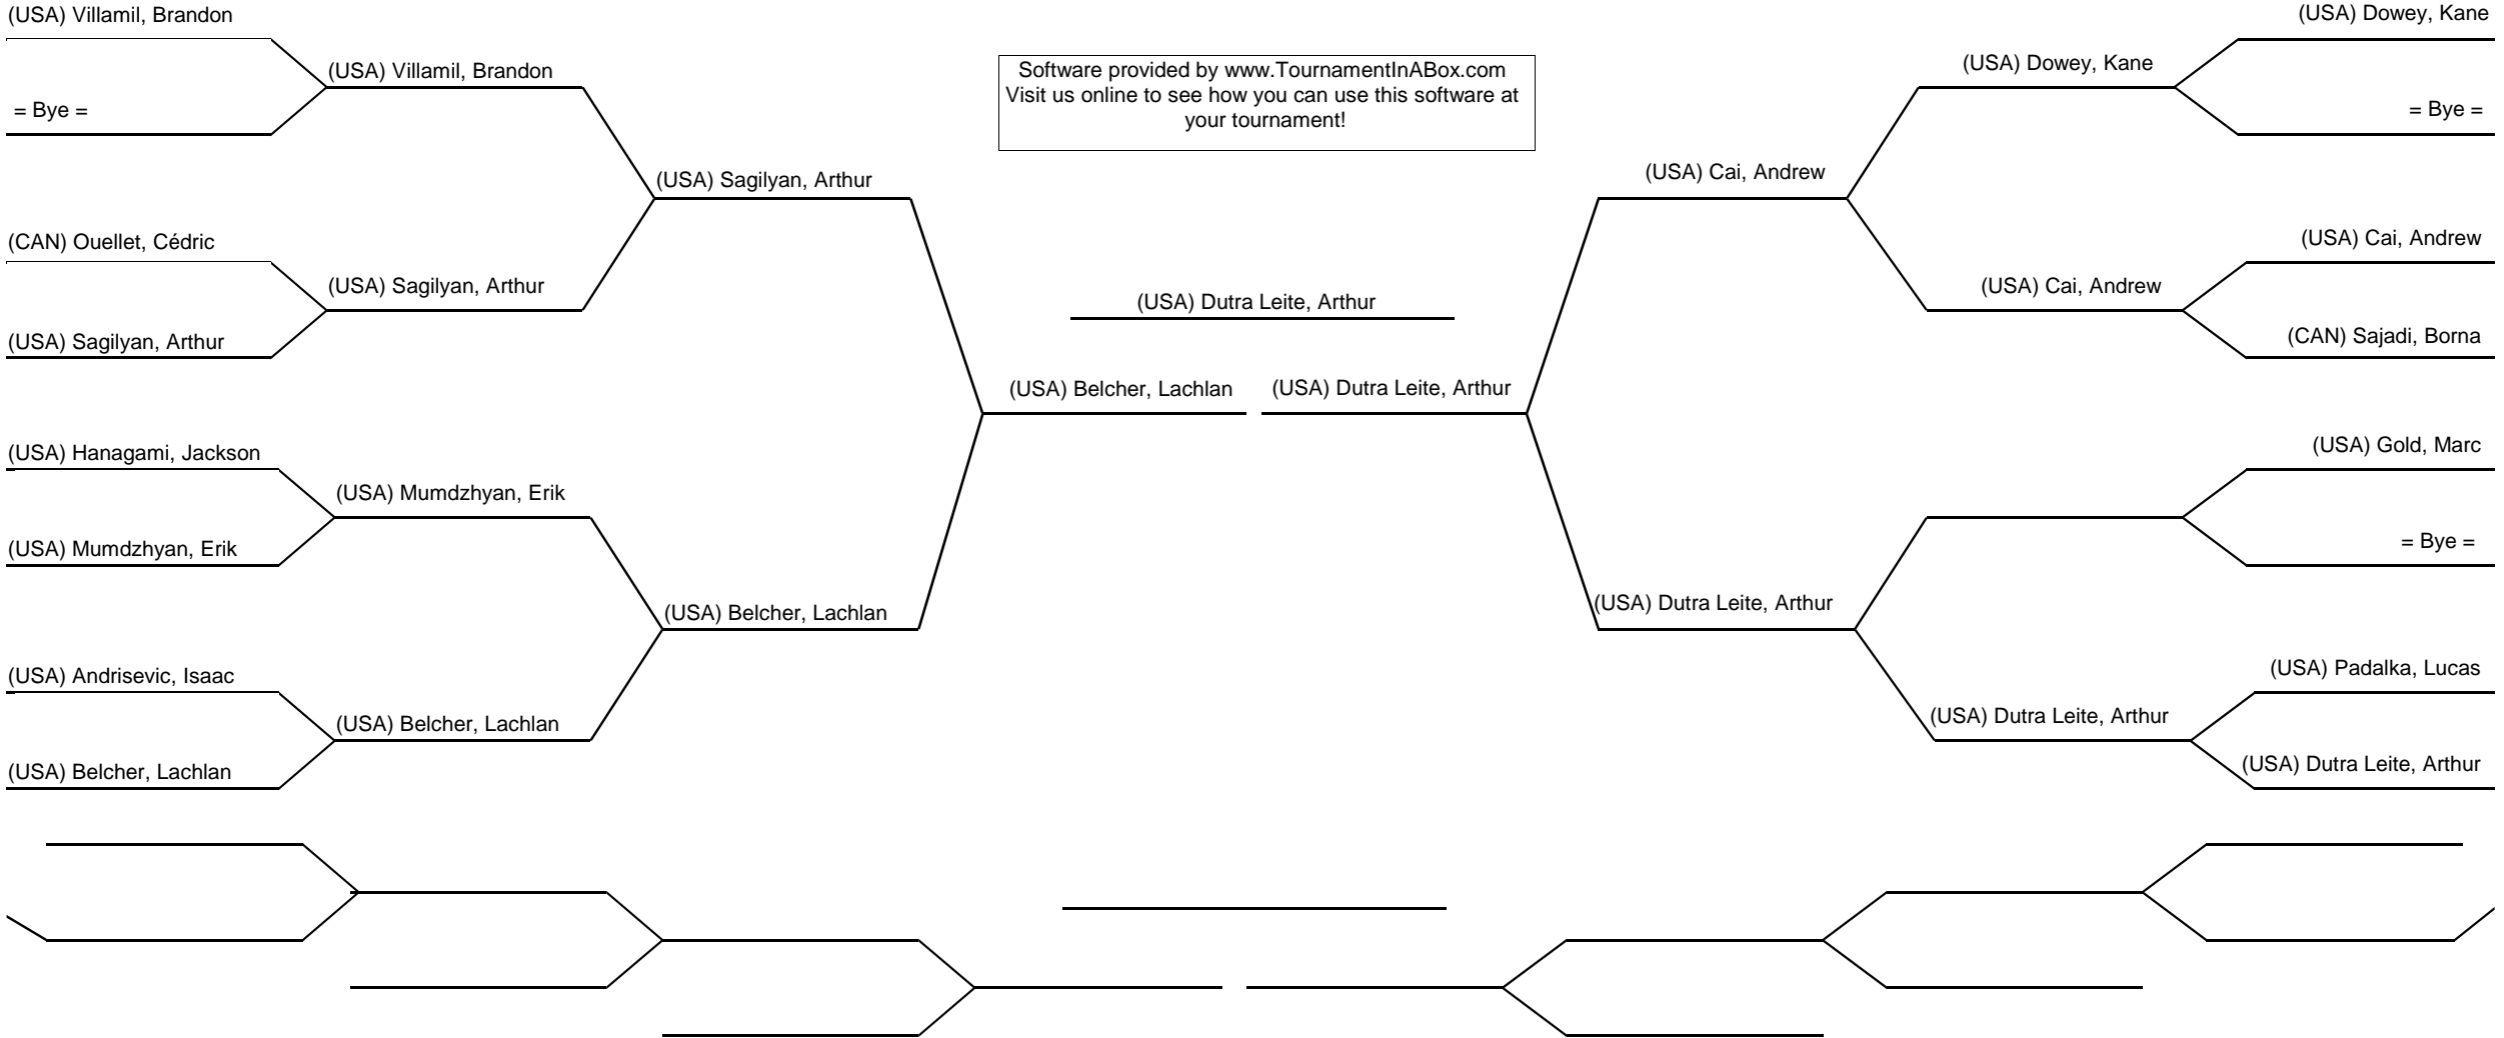 (USA) Villamil, Brandon
= Bye =
(CAN) Ouellet, Cédric
(USA) Sagilyan, Arthur
(USA) Hanagami, Jackson
(USA) Mumdzhyan, Erik
(USA) Andrisevic, Isaac
(USA) Belcher, Lachlan
(USA) Villamil, Brandon
(USA) Sagilyan, Arthur
(USA) Mumdzhyan, Erik
(USA) Belcher, Lachlan
(USA) Sagilyan, Arthur
(USA) Belcher, Lachlan
Software provided by www.TournamentInABox.com
Visit us online to see how you can use this software at
your tournament!
(USA) Dutra Leite, Arthur
(USA) Belcher, Lachlan
(USA) Dutra Leite, Arthur
(USA) Cai, Andrew
(USA) Dutra Leite, Arthur
(USA) Dowey, Kane
(USA) Cai, Andrew
(USA) Dutra Leite, Arthur
(USA) Dowey, Kane
= Bye =
(USA) Cai, Andrew
(CAN) Sajadi, Borna
(USA) Gold, Marc
= Bye =
(USA) Padalka, Lucas
(USA) Dutra Leite, Arthur